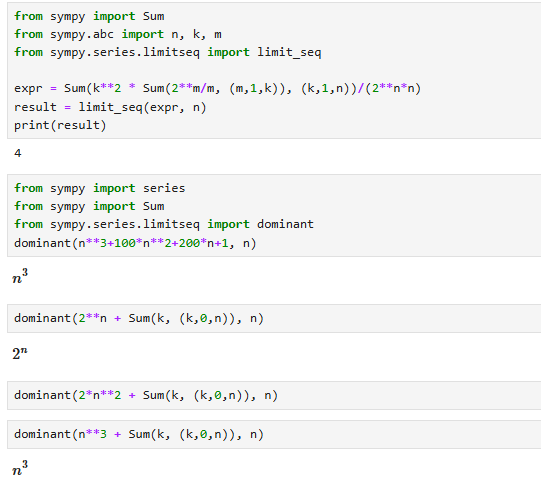 from sympy import Sum
from sympy.abc import n, k, m
from sympy.series.limitseq import limit_seq
expr = Sum(k**2 * Sum(2**m/m, (m,1,k)), (k,1,n))/(2**n*n)
result = limit_seq(expr, n)
print(result)
4
from sympy import series
from sympy import Sum
from sympy.series.limitseq import dominant
dominant(n**3+100*n**2+200*n+1, n)
n³
dominant(2**n + Sum(k, (k,0,n)), n)
2ⁿ
dominant(2*n**2 + Sum(k, (k,0,n)), n)
dominant(n**3 + Sum(k, (k,0,n)), n)
n³